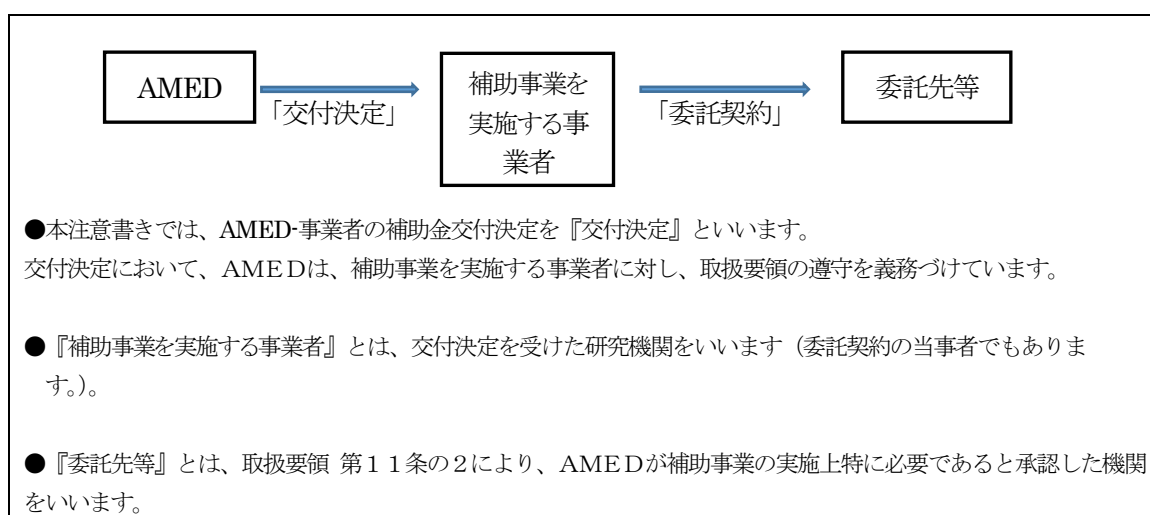 AMED
「交付決定」
補助事業を
実施する事
業者
「委託契約」
委託先等
●本注意書きでは、AMED-事業者の補助金交付決定を『交付決定』といいます。
交付決定において、ＡＭＥＤは、補助事業を実施する事業者に対し、取扱要領の遵守を義務づけています。
●『補助事業を実施する事業者』とは、交付決定を受けた研究機関をいいます（委託契約の当事者でもありま
す。）。
●『委託先等』とは、取扱要領 第１１条の２により、ＡＭＥＤが補助事業の実施上特に必要であると承認した機関
をいいます。